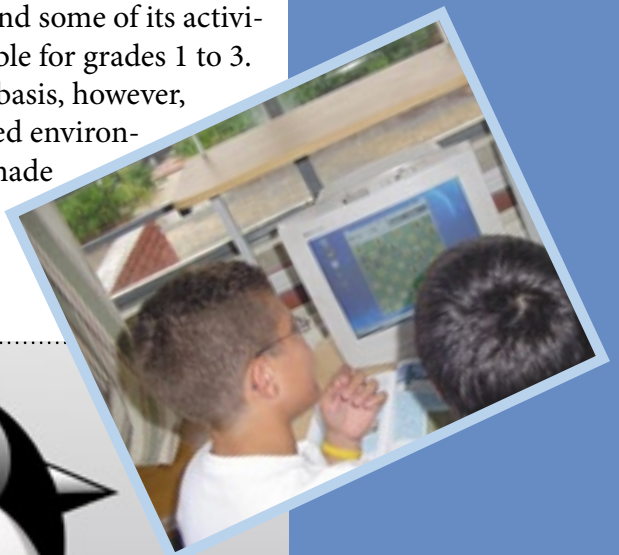 nd some of its activi-
ble for grades 1 to 3.
basis, however,
ed environ-
nade